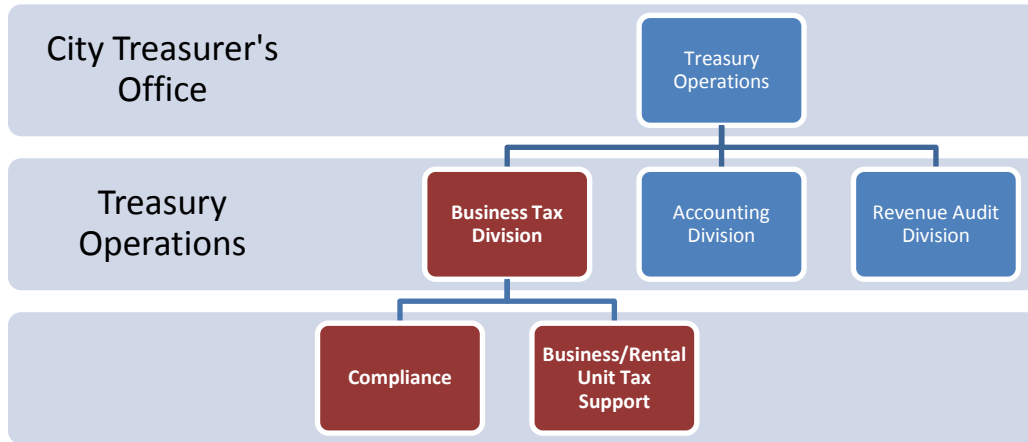 City Treasurer's
Office
Treasury
Operations
Treasury
Operations
Business Tax
Division
Accounting
Division
Revenue Audit
Division
Compliance
Business/Rental
Unit Tax
Support